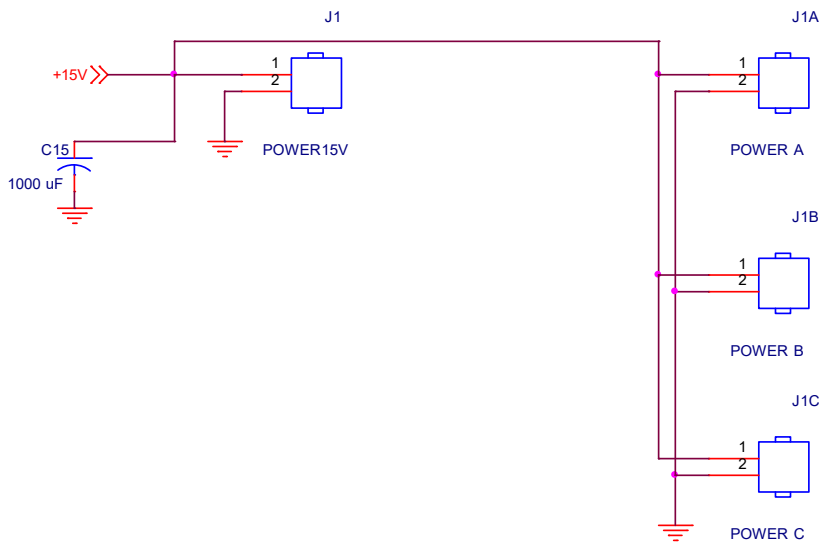 J1
J1A
+15V
1
2
1
2
C15
POWER15V
POWER A
1000 uF
J1B
1
2
POWER B
J1C
1
2
POWER C